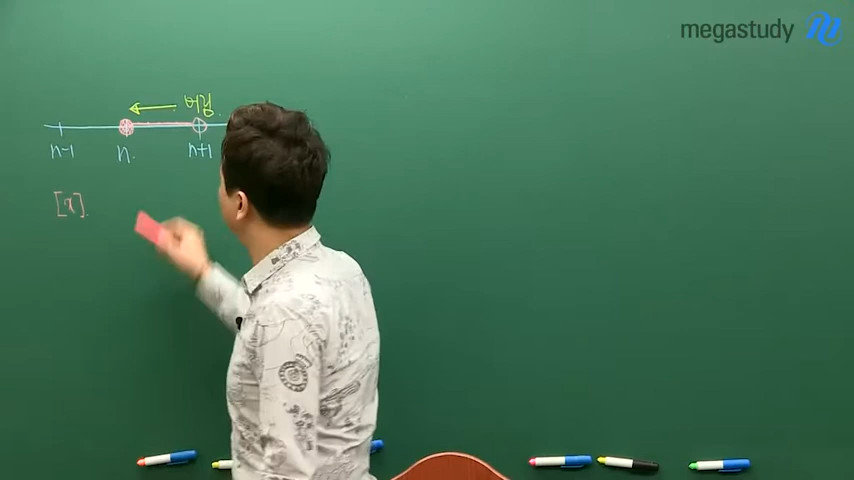 megastudy
버림
n-1 n. n+1
[x].